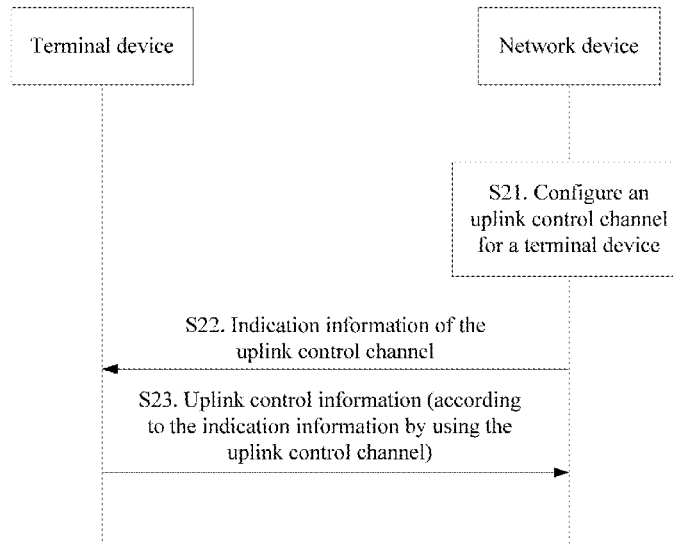 Terminal device
Network device
S21. Configure an
uplink control channel
for a terminal device
S22. Indication information of the
uplink control channel
S23. Uplink control information (according
to the indication information by using the
uplink control channel)